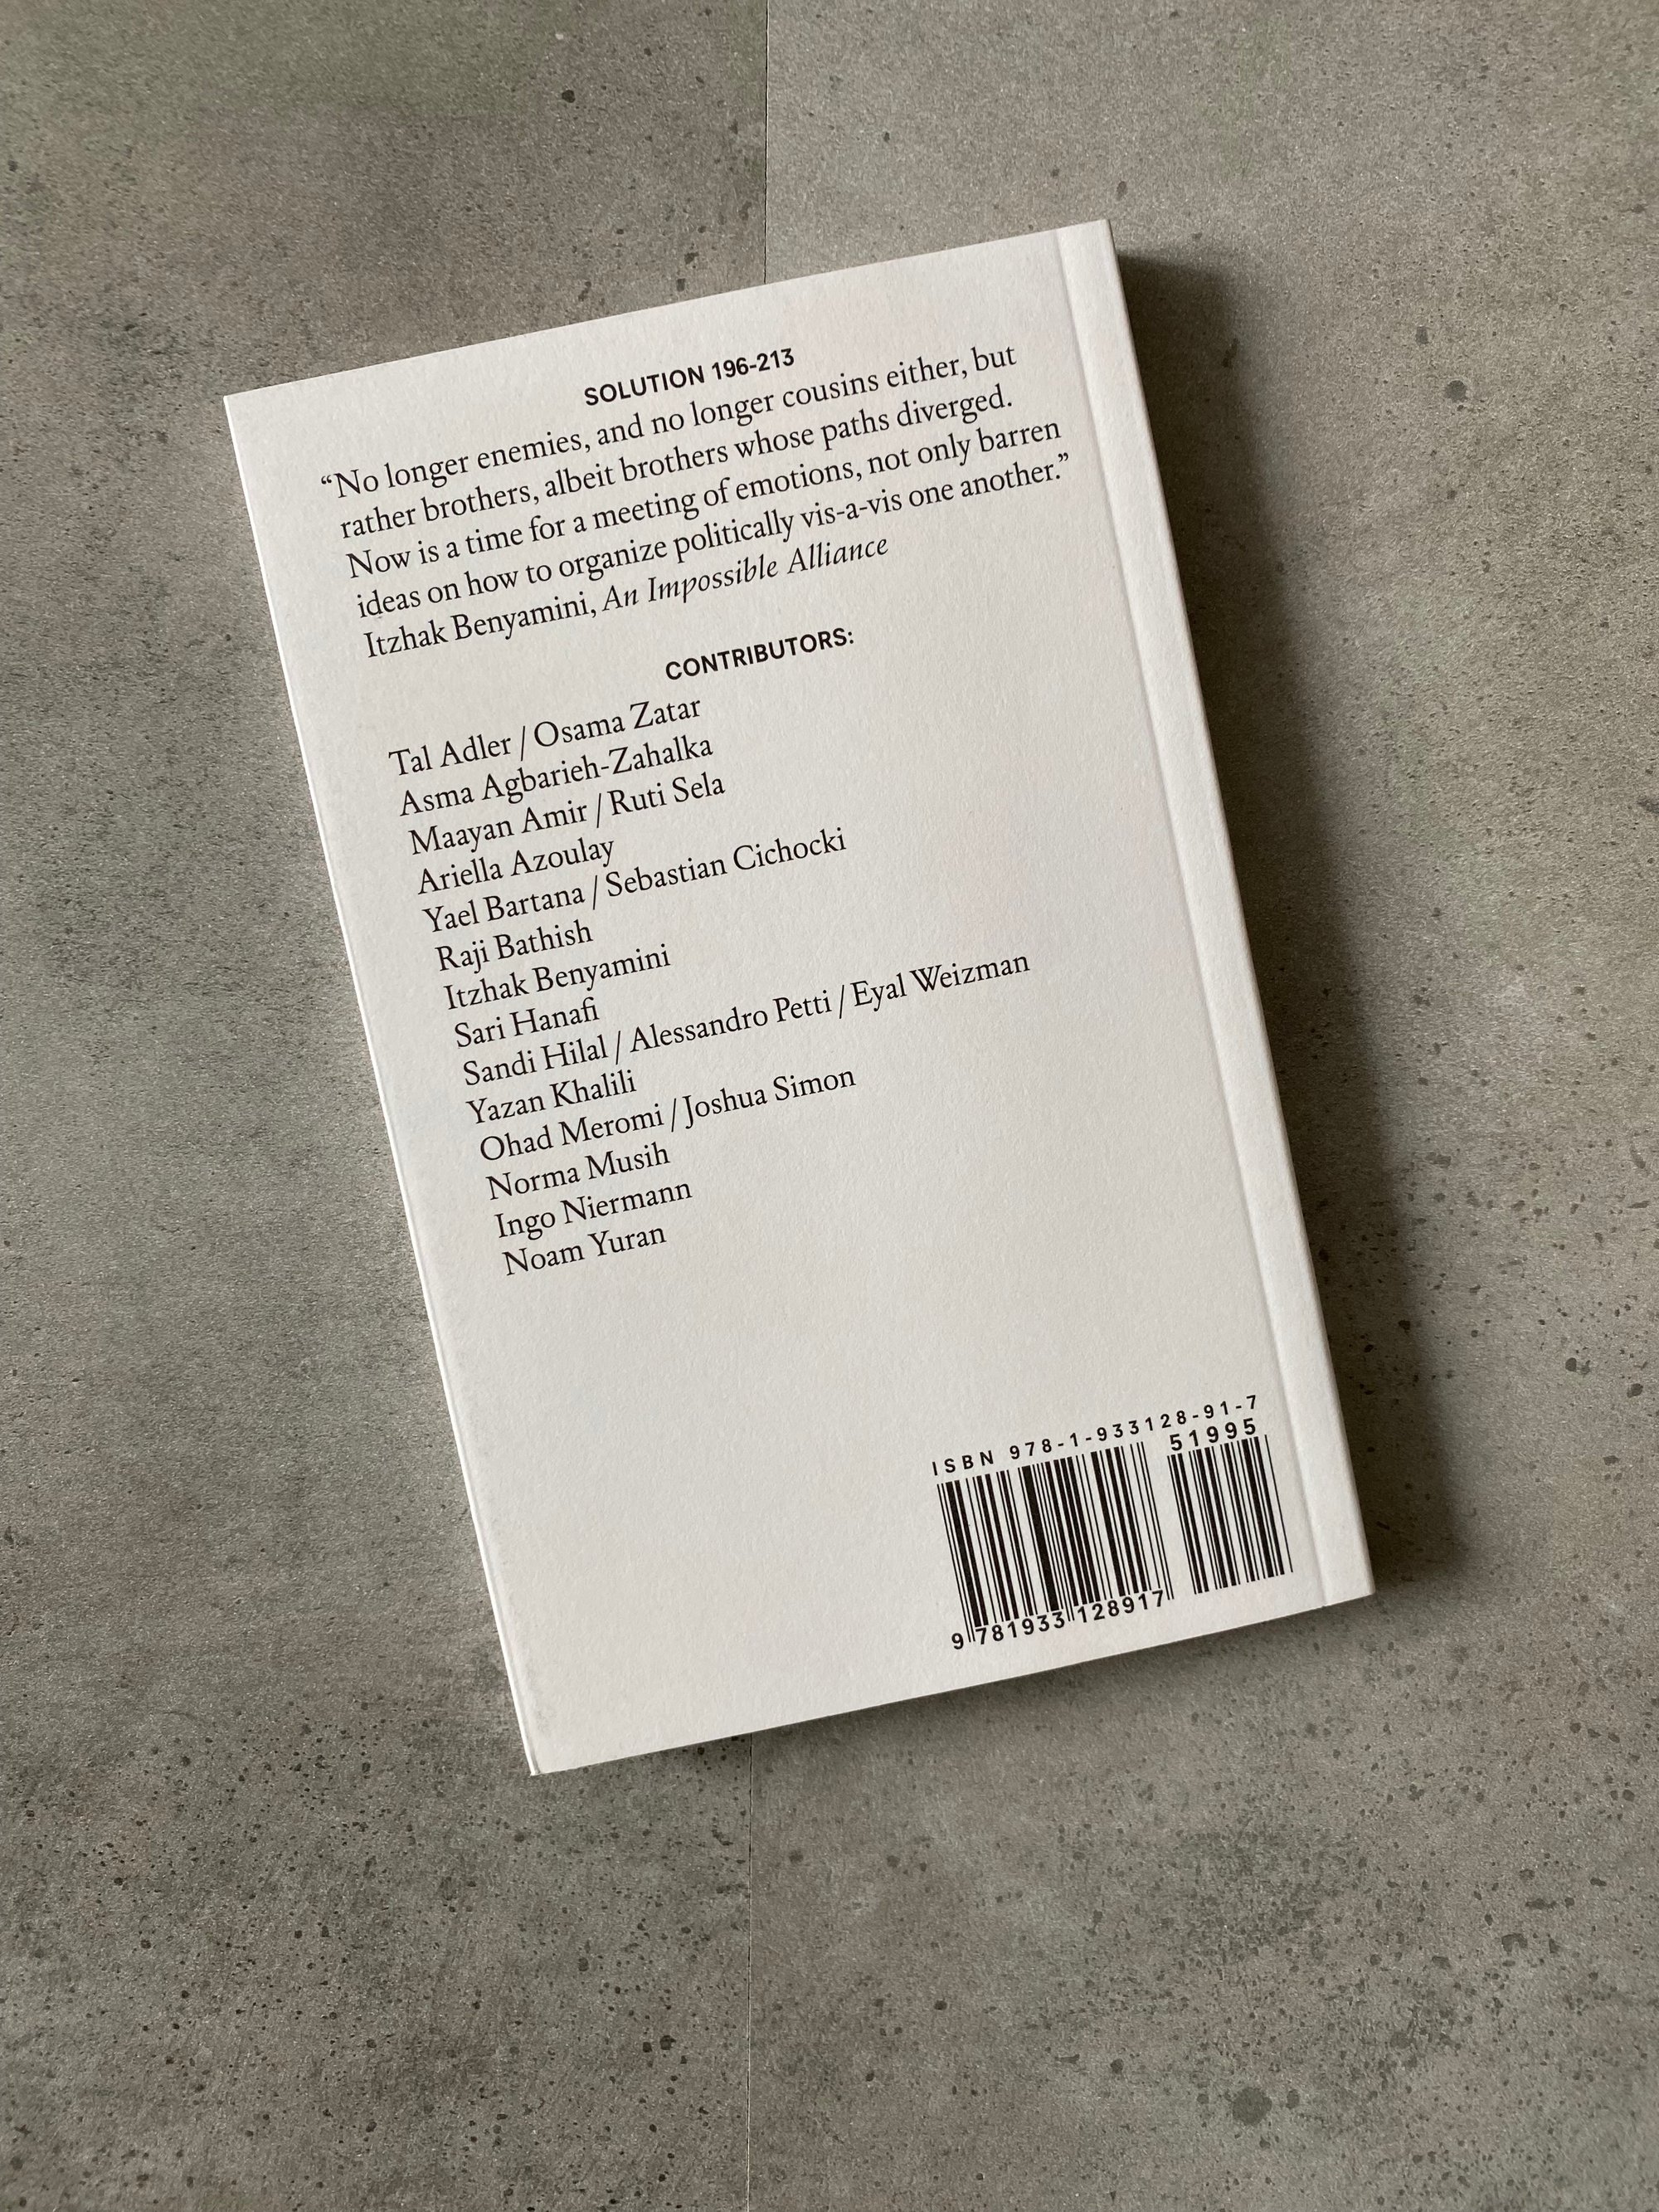 SOLUTION 196-213
“No longer enemies, and no longer cousins either, but
rather brothers, albeit brothers whose paths diverged.
Now is a time for a meeting of emotions, not only barren
ideas on how to organize politically vis-a-vis one another.”
Itzhak Benyamini, An Impossible Alliance
CONTRIBUTORS:
Tal Adler / Osama Zatar
Asma Agbarieh-Zahalka
Maayan Amir / Ruti Sela
Ariella Azoulay
Yael Bartana / Sebastian Cichocki
Raji Bathish
Itzhak Benyamini
Sari Hanafi
Sandi Hilal / Alessandro Petti / Eyal Weizman
Yazan Khalili
Ohad Meromi / Joshua Simon
Norma Musih
Ingo Niermann
Noam Yuran
ISBN 978-1-933128-91-7
51995
9 781933 128917